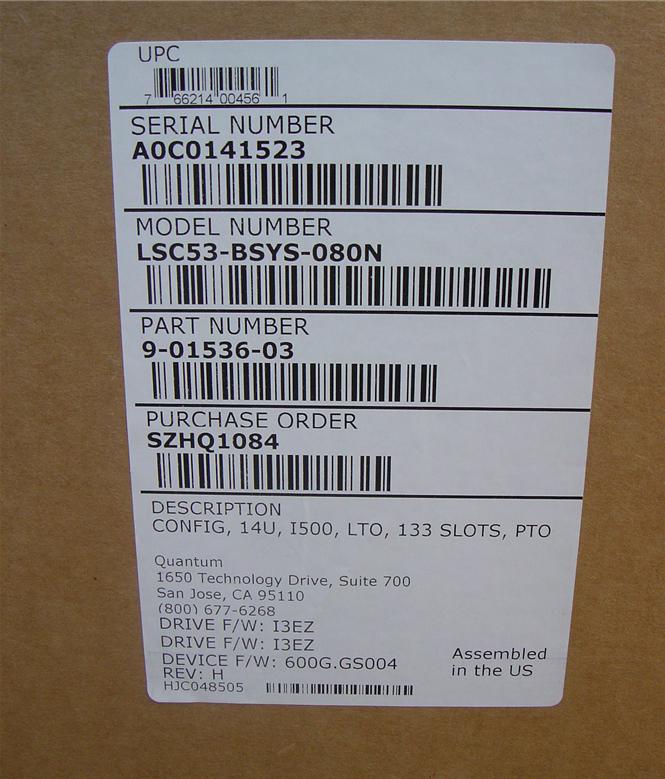 UPC
7 66214 00456 1
SERIAL NUMBER
A0C0141523
MODEL NUMBER
LSC53-BSYS-080N
PART NUMBER
9-01536-03
PURCHASE ORDER
SZHQ1084
DESCRIPTION
CONFIG, 14U, I500, LTO, 133 SLOTS, PTO
Quantum
1650 Technology Drive, Suite 700
San Jose, CA 95110
(800) 677-6268
DRIVE F/W: I3EZ
DRIVE F/W: I3EZ
DEVICE F/W: 600G.GS004
REV: H
HJC048505
Assembled
in the US